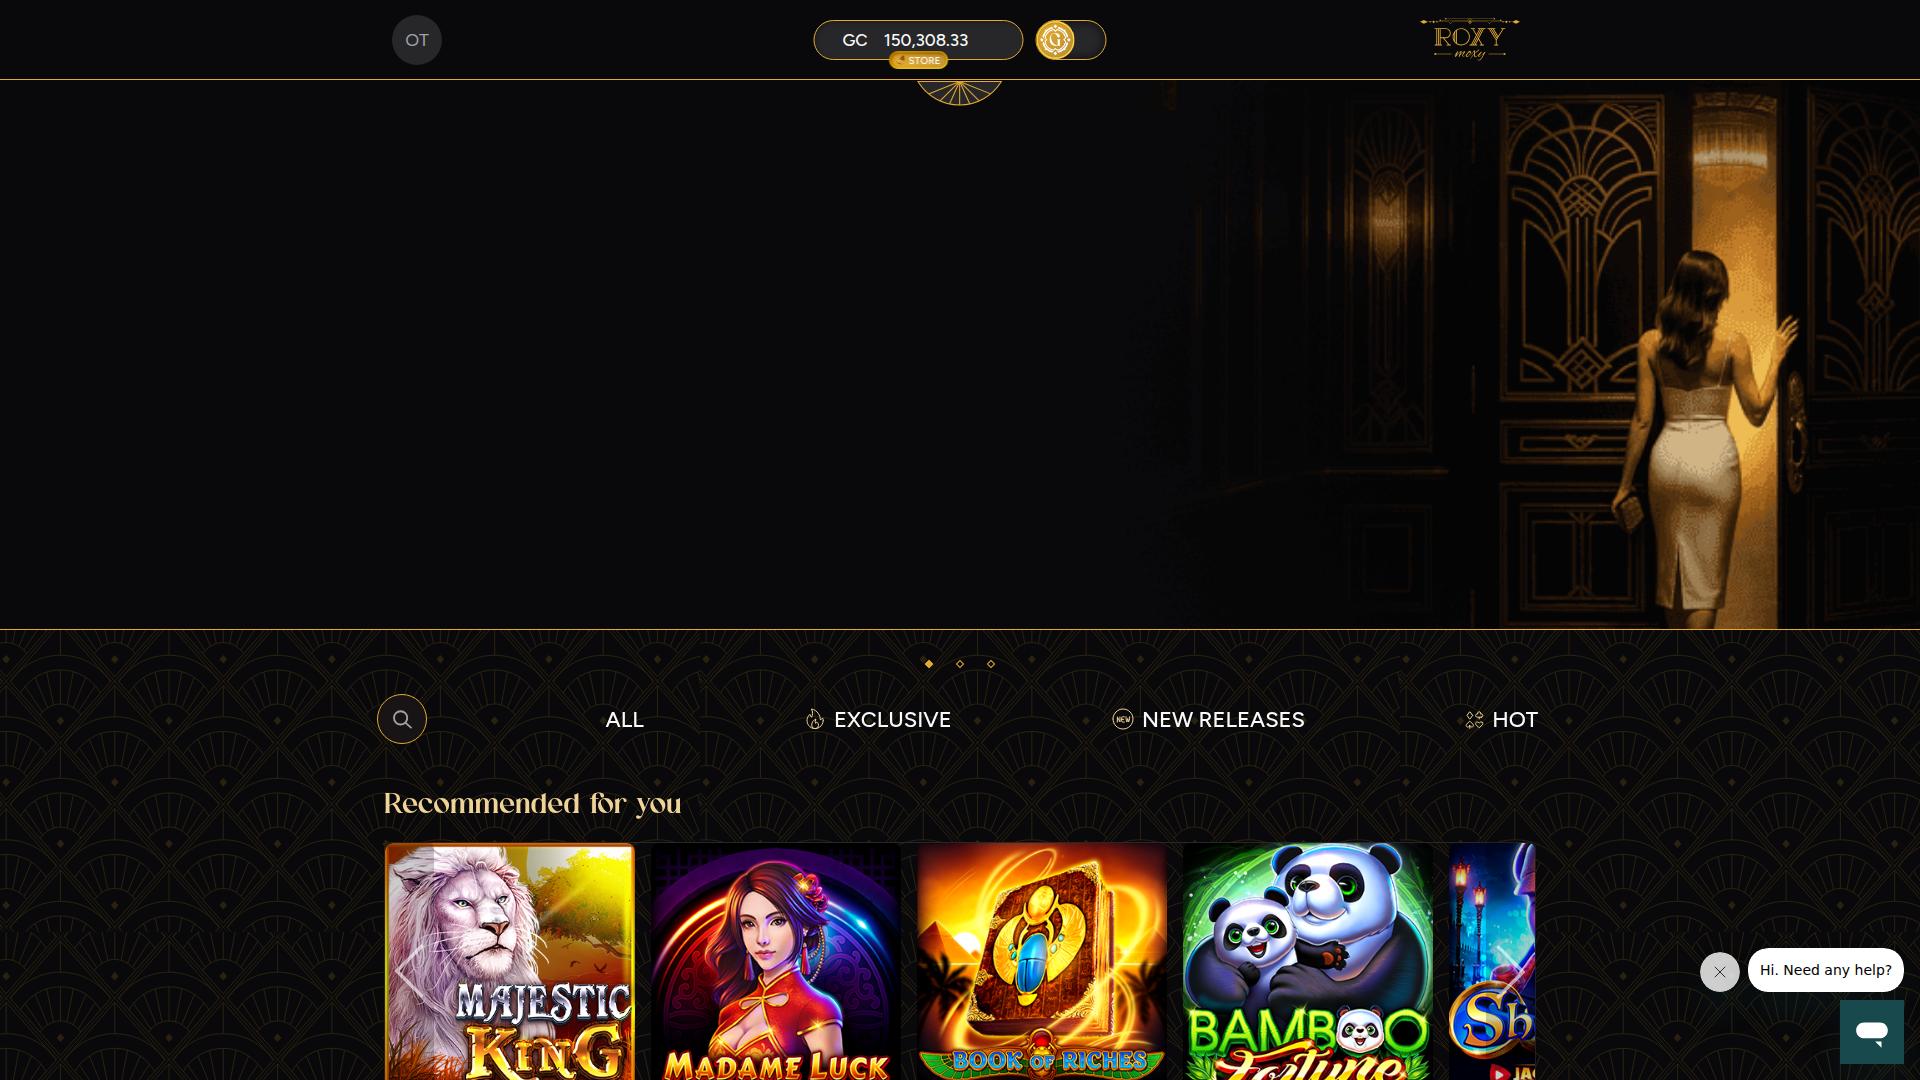 OT
GC 150,308.33
STORE
G
ROXY
moxy
ALL
EXCLUSIVE
NEW NEW RELEASES
HOT
Recommended for you
MAJESTIC
KING
MADAME LUCK
BOOK OF RICHES
BAMBOO
Fortune
Sh
JAC
Hi. Need any help?